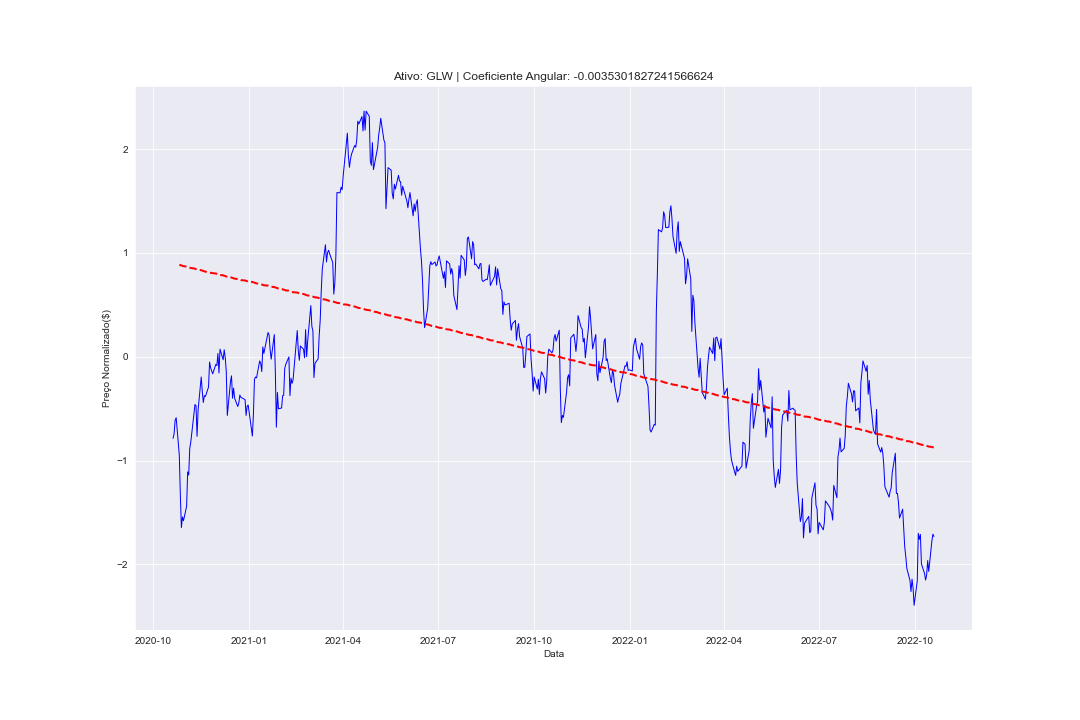 Ativo: GLW | Coeficiente Angular: -0.0035301827241566624
Preço Normalizado($)
2
1
0
−1
−2
2020-10 2021-01 2021-04 2021-07 2021-10 2022-01 2022-04 2022-07 2022-10
Data